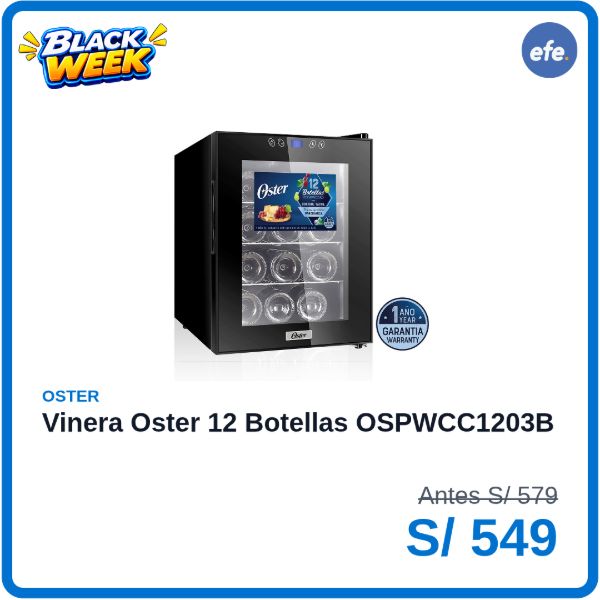 BLACK
WEEK
efe.
Oster
12
Botellas
1 AÑO
YEAR
GARANTIA
WARRANTY
Oster
OSTER
Vinera Oster 12 Botellas OSPWCC1203B
Antes S/ 579
S/ 549